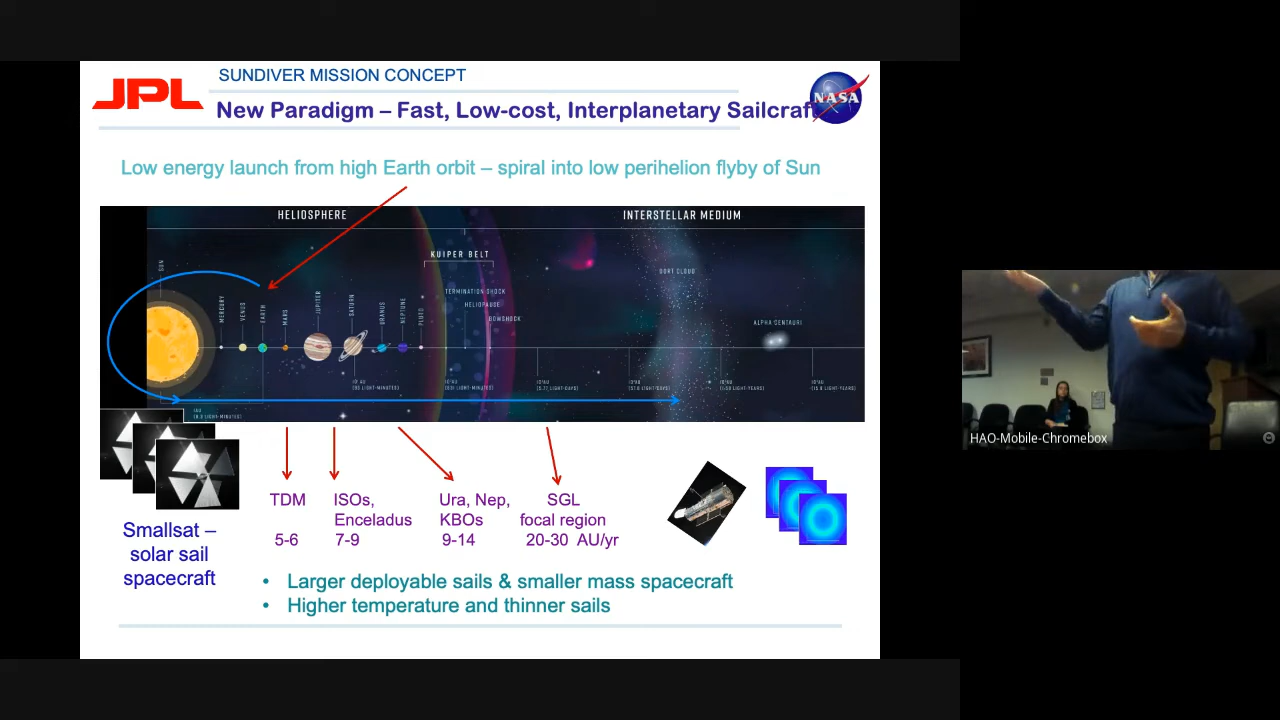 JPL
SUNDIVER MISSION CONCEPT
New Paradigm – Fast, Low-cost, Interplanetary Sailcraft
NASA
Low energy launch from high Earth orbit – spiral into low perihelion flyby of Sun
HELIOSPHERE
INTERSTELLAR MEDIUM
KUIPER BELT
SUN
MERCURY
VENUS
EARTH
MARS
JUPITER
SATURN
URANUS
NEPTUNE
PLUTO
TERMINATION SHOCK
HELIOPAUSE
BOWSHOCK
OORT CLOUD
ALPHA CENTAURI
1AU
TDM
ISOs,
Ura, Nep,
SGL
Enceladus
KBOs
focal region
5-6
7-9
9-14
20-30 AU/yr
Smallsat –
solar sail
spacecraft
• Larger deployable sails & smaller mass spacecraft
• Higher temperature and thinner sails
HAO-Mobile-Chromebox